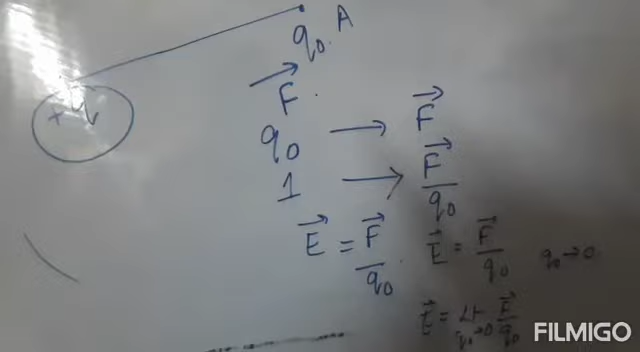 q₀ A
+q
F⃗
q₀ → F⃗
1 → F⃗/q₀
E⃗ = F⃗/q₀ E⃗ = F⃗/q₀ q₀→0
E⃗ = Lt q₀→0 F⃗/q₀
FILMIGO